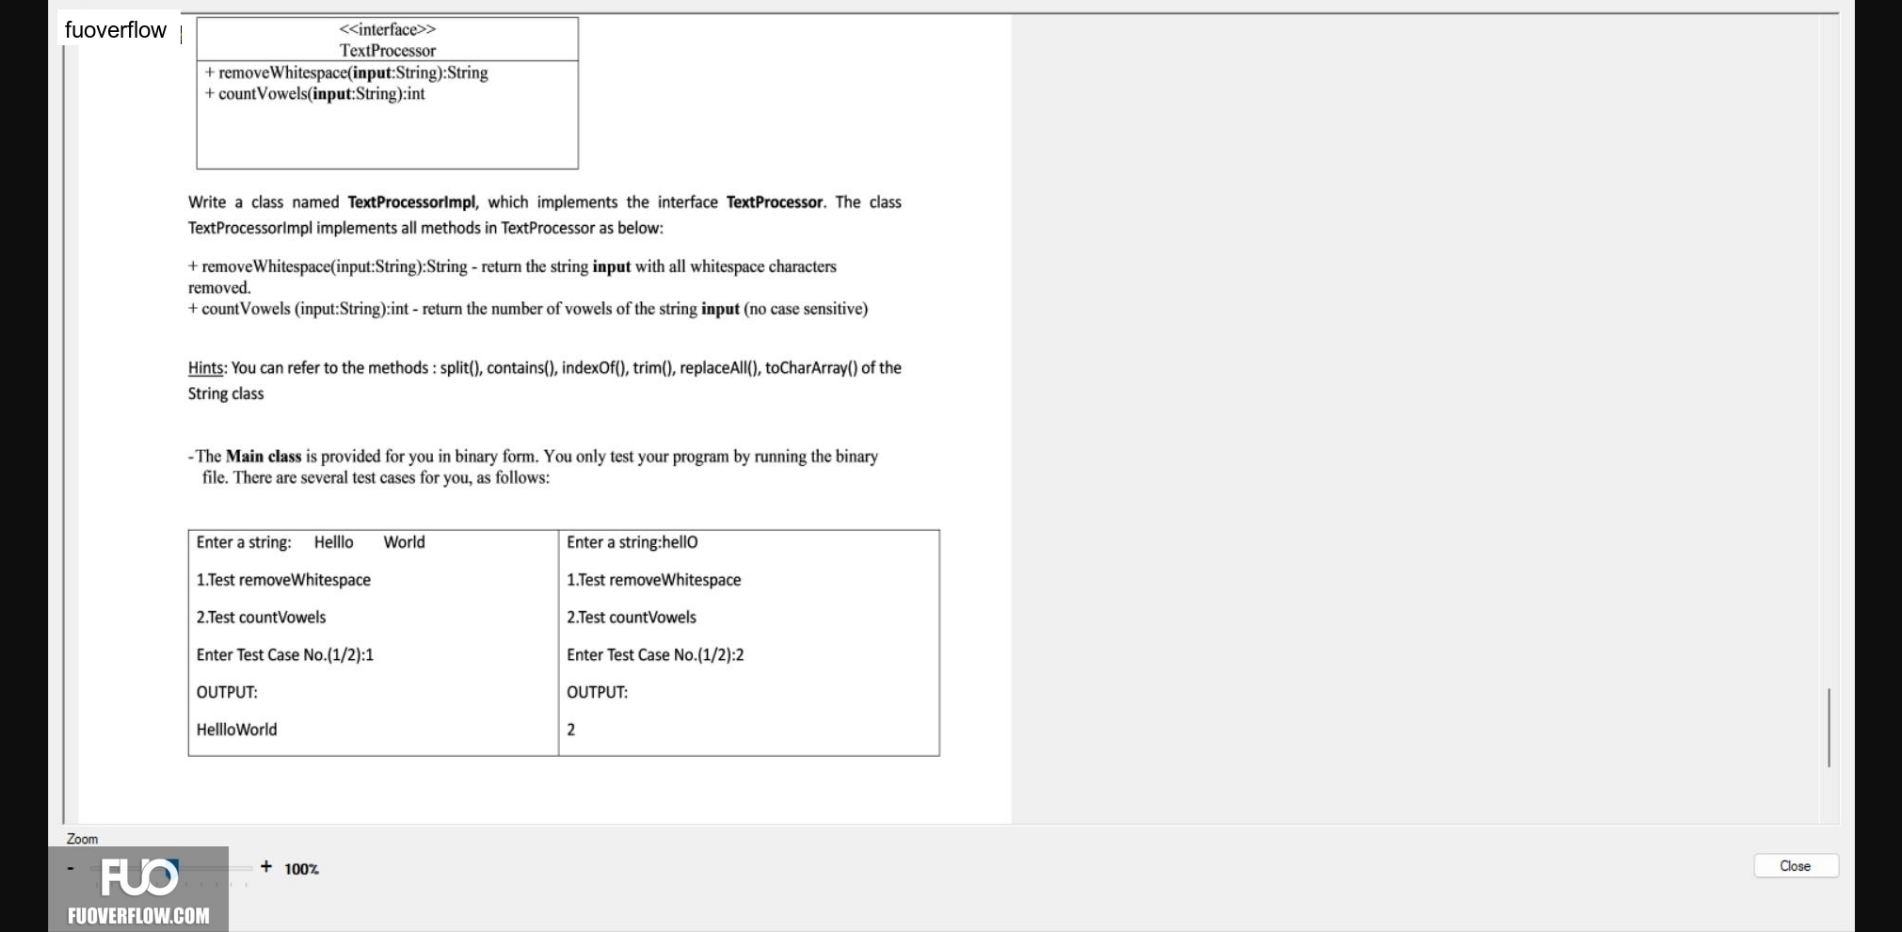 fuoverflow
<<interface>>
TextProcessor
+ removeWhitespace(input:String):String
+ countVowels(input:String):int
Write a class named TextProcessorImpl, which implements the interface TextProcessor. The class
TextProcessorImpl implements all methods in TextProcessor as below:
+ removeWhitespace(input:String):String - return the string input with all whitespace characters
removed.
+ countVowels (input:String):int - return the number of vowels of the string input (no case sensitive)
Hints: You can refer to the methods : split(), contains(), indexOf(), trim(), replaceAll(), toCharArray() of the
String class
-The Main class is provided for you in binary form. You only test your program by running the binary
file. There are several test cases for you, as follows:
Enter a string:    Helllo    World
1.Test removeWhitespace
2.Test countVowels
Enter Test Case No.(1/2):1
OUTPUT:
HellloWorld
Enter a string:hellO
1.Test removeWhitespace
2.Test countVowels
Enter Test Case No.(1/2):2
OUTPUT:
2
Zoom
- + 100%
Close
FUO
FUOVERFLOW.COM